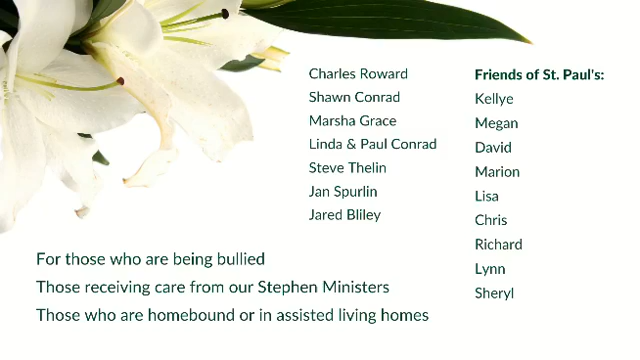 Charles Roward
Shawn Conrad
Marsha Grace
Linda & Paul Conrad
Steve Thelin
Jan Spurlin
Jared Bliley
Friends of St. Paul's:
Kellye
Megan
David
Marion
Lisa
Chris
Richard
Lynn
Sheryl
For those who are being bullied
Those receiving care from our Stephen Ministers
Those who are homebound or in assisted living homes